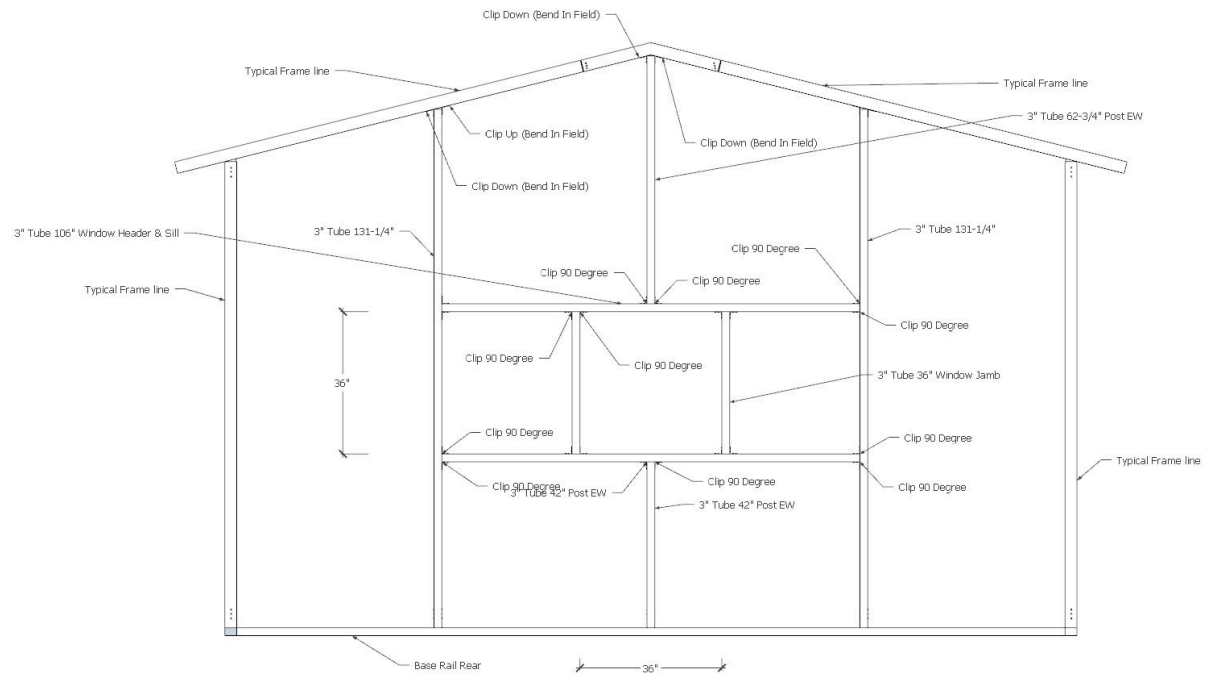 Clip Down (Bend In Field)
Typical Frame line
Typical Frame line
3" Tube 62-3/4" Post EW
Clip Up (Bend In Field)
Clip Down (Bend In Field)
Clip Down (Bend In Field)
3" Tube 106" Window Header & Sill
3" Tube 131-1/4"
3" Tube 131-1/4"
Clip 90 Degree
Clip 90 Degree
Clip 90 Degree
Typical Frame line
Clip 90 Degree
Clip 90 Degree
Clip 90 Degree
3" Tube 36" Window Jamb
36"
Clip 90 Degree
Clip 90 Degree
Typical Frame line
Clip 90 Degree
Clip 90 Degree
Clip 90 Degree
3" Tube 42" Post EW
3" Tube 42" Post EW
Base Rail Rear
36"